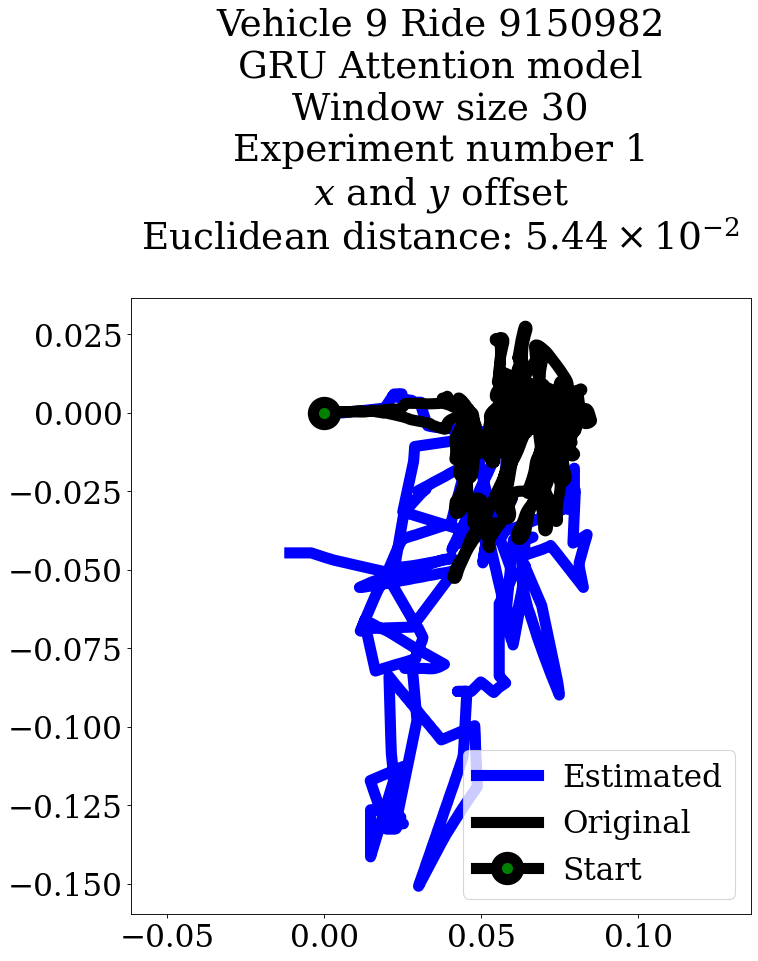 Vehicle 9 Ride 9150982
GRU Attention model
Window size 30
Experiment number 1
x and y offset
Euclidean distance: 5.44 × 10⁻²
0.025
0.000
−0.025
−0.050
−0.075
−0.100
−0.125
−0.150
Estimated
Original
Start
−0.05 0.00 0.05 0.10